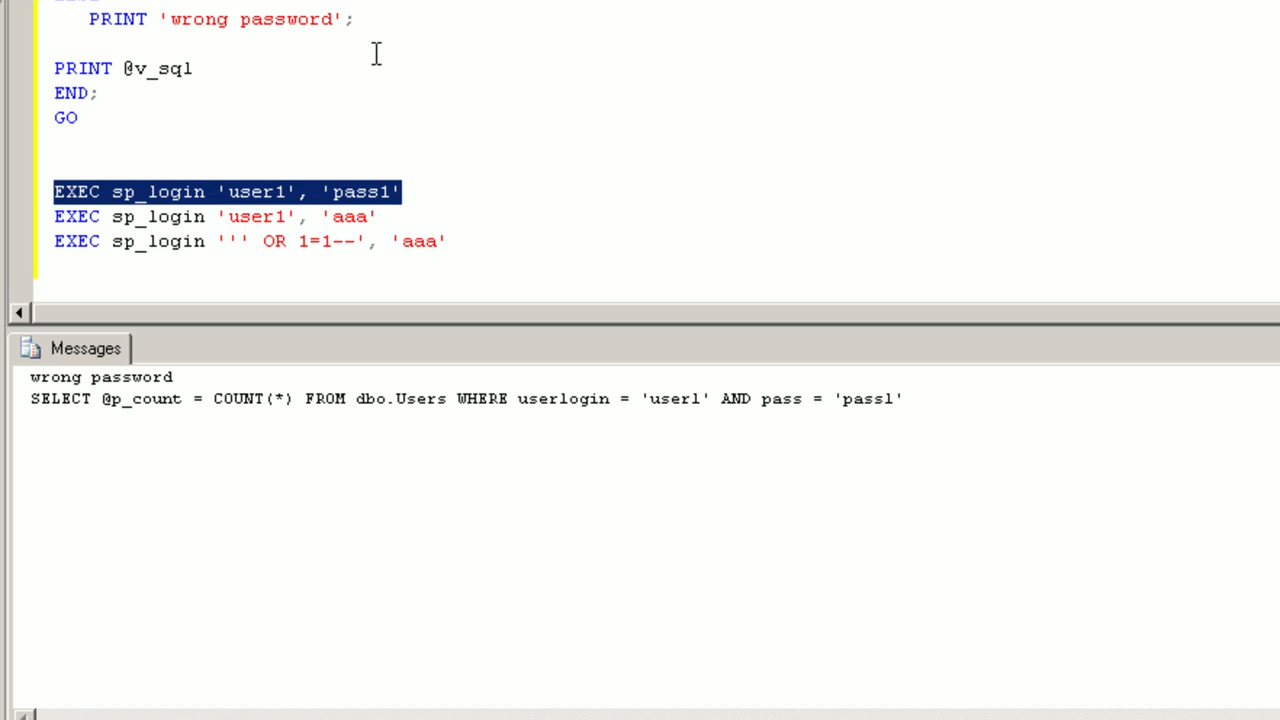 PRINT 'wrong password';
PRINT @v_sql
END;
GO
EXEC sp_login 'user1', 'pass1'
EXEC sp_login 'user1', 'aaa'
EXEC sp_login ''' OR 1=1--', 'aaa'
Messages
wrong password
SELECT @p_count = COUNT(*) FROM dbo.Users WHERE userlogin = 'user1' AND pass = 'pass1'